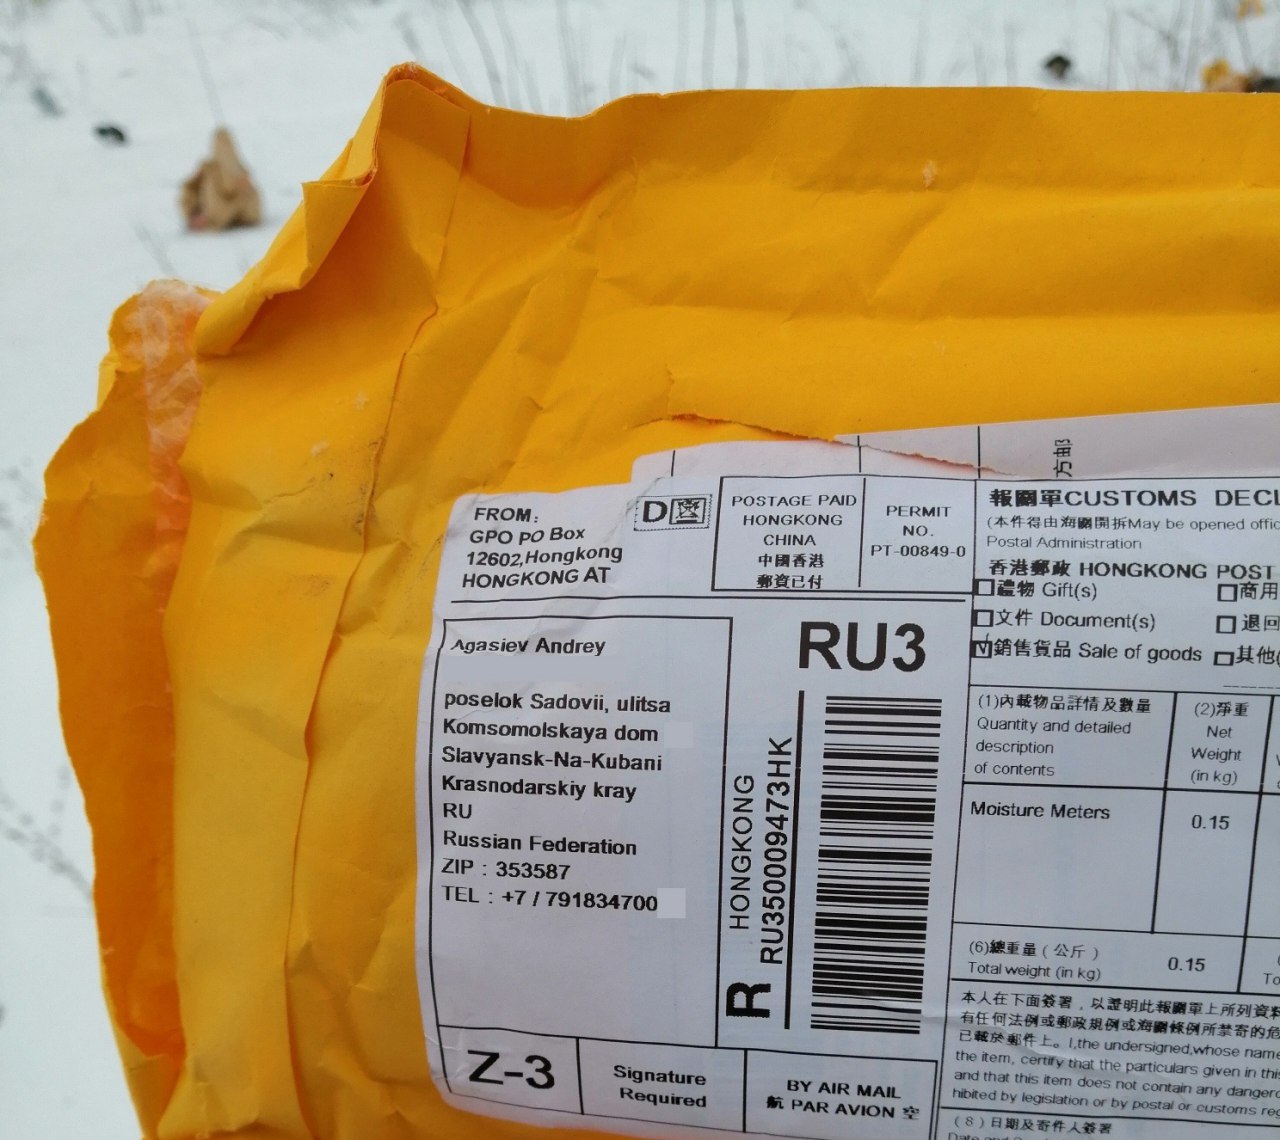 FROM:
GPO PO Box
12602,Hongkong
HONGKONG AT
D
POSTAGE PAID
HONGKONG
CHINA
中國香港
郵資已付
PERMIT
NO.
PT-00849-0
報關單CUSTOMS DECL
(本件得由海關開拆May be opened offic
Postal Administration
香港郵政 HONGKONG POST
禮物 Gift(s)
商用
文件 Document(s)
退回
銷售貨品 Sale of goods
其他(
Agasiev Andrey
poselok Sadovii, ulitsa
Komsomolskaya dom
Slavyansk-Na-Kubani
Krasnodarskiy kray
RU
Russian Federation
ZIP : 353587
TEL : +7 / 791834700
RU3
R
HONGKONG
RU350009473HK
(1)內載物品詳情及數量
Quantity and detailed
description
of contents
(2)淨重
Net
Weight
(in kg)
Moisture Meters
0.15
(6)總重量 ( 公斤 )
Total weight (in kg)
0.15
To
本人在下面簽署，以證明此報關單上所列資料
有任何法例或郵政規例或海關條例所禁寄的危
已載於郵件上。I,the undersigned,whose name
the item, certify that the particulars given in this
and that this item does not contain any dangero
hibited by legislation or by postal or customs reg
(8)日期及寄件人簽署
Z-3
Signature
Required
BY AIR MAIL
航 PAR AVION 空